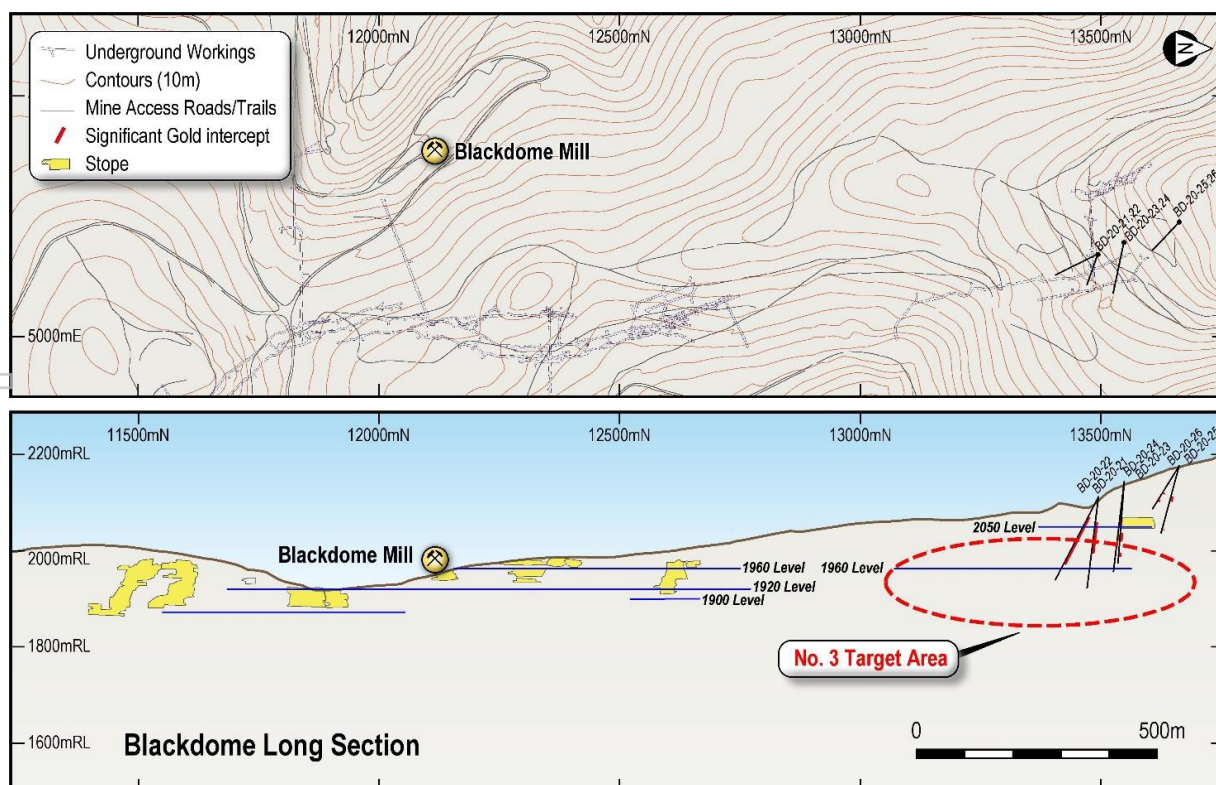 12000mN
12500mN
13000mN
13500mN
N
Underground Workings
Contours (10m)
Mine Access Roads/Trails
Significant Gold intercept
Stope
Blackdome Mill
BD-20-21,22
BD-20-23,24
BD-20-25,26
5000mE
11500mN
12000mN
12500mN
13000mN
13500mN
2200mRL
BD-20-22
BD-20-21
BD-20-24
BD-20-23
BD-20-26
BD-20-25
2050 Level
2000mRL
Blackdome Mill
1960 Level
1960 Level
1920 Level
1900 Level
1800mRL
No. 3 Target Area
0
500m
1600mRL
Blackdome Long Section